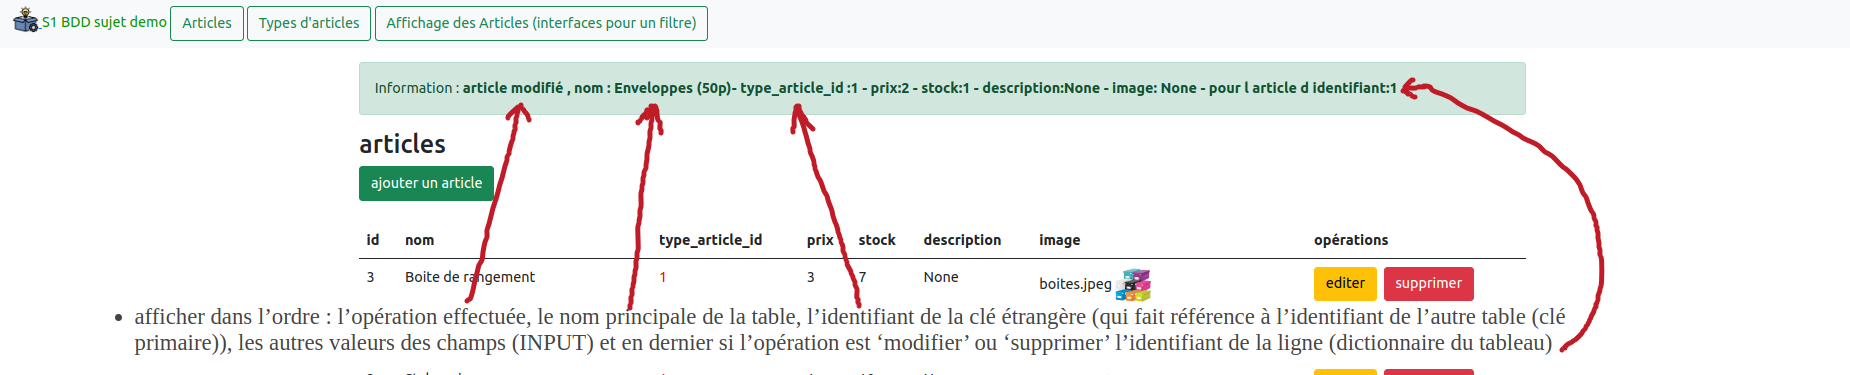 S1 BDD sujet demo Articles Types d'articles Affichage des Articles (interfaces pour un filtre)
Information : article modifié , nom : Enveloppes (50p)- type_article_id :1 - prix:2 - stock:1 - description:None - image: None - pour l article d identifiant:1
articles
ajouter un article
id nom type_article_id prix stock description image opérations
3 Boite de rangement 1 3 7 None boites.jpeg editer supprimer
• afficher dans l’ordre : l’opération effectuée, le nom principale de la table, l’identifiant de la clé étrangère (qui fait référence à l’identifiant de l’autre table (clé
primaire)), les autres valeurs des champs (INPUT) et en dernier si l’opération est ‘modifier’ ou ‘supprimer’ l’identifiant de la ligne (dictionnaire du tableau)